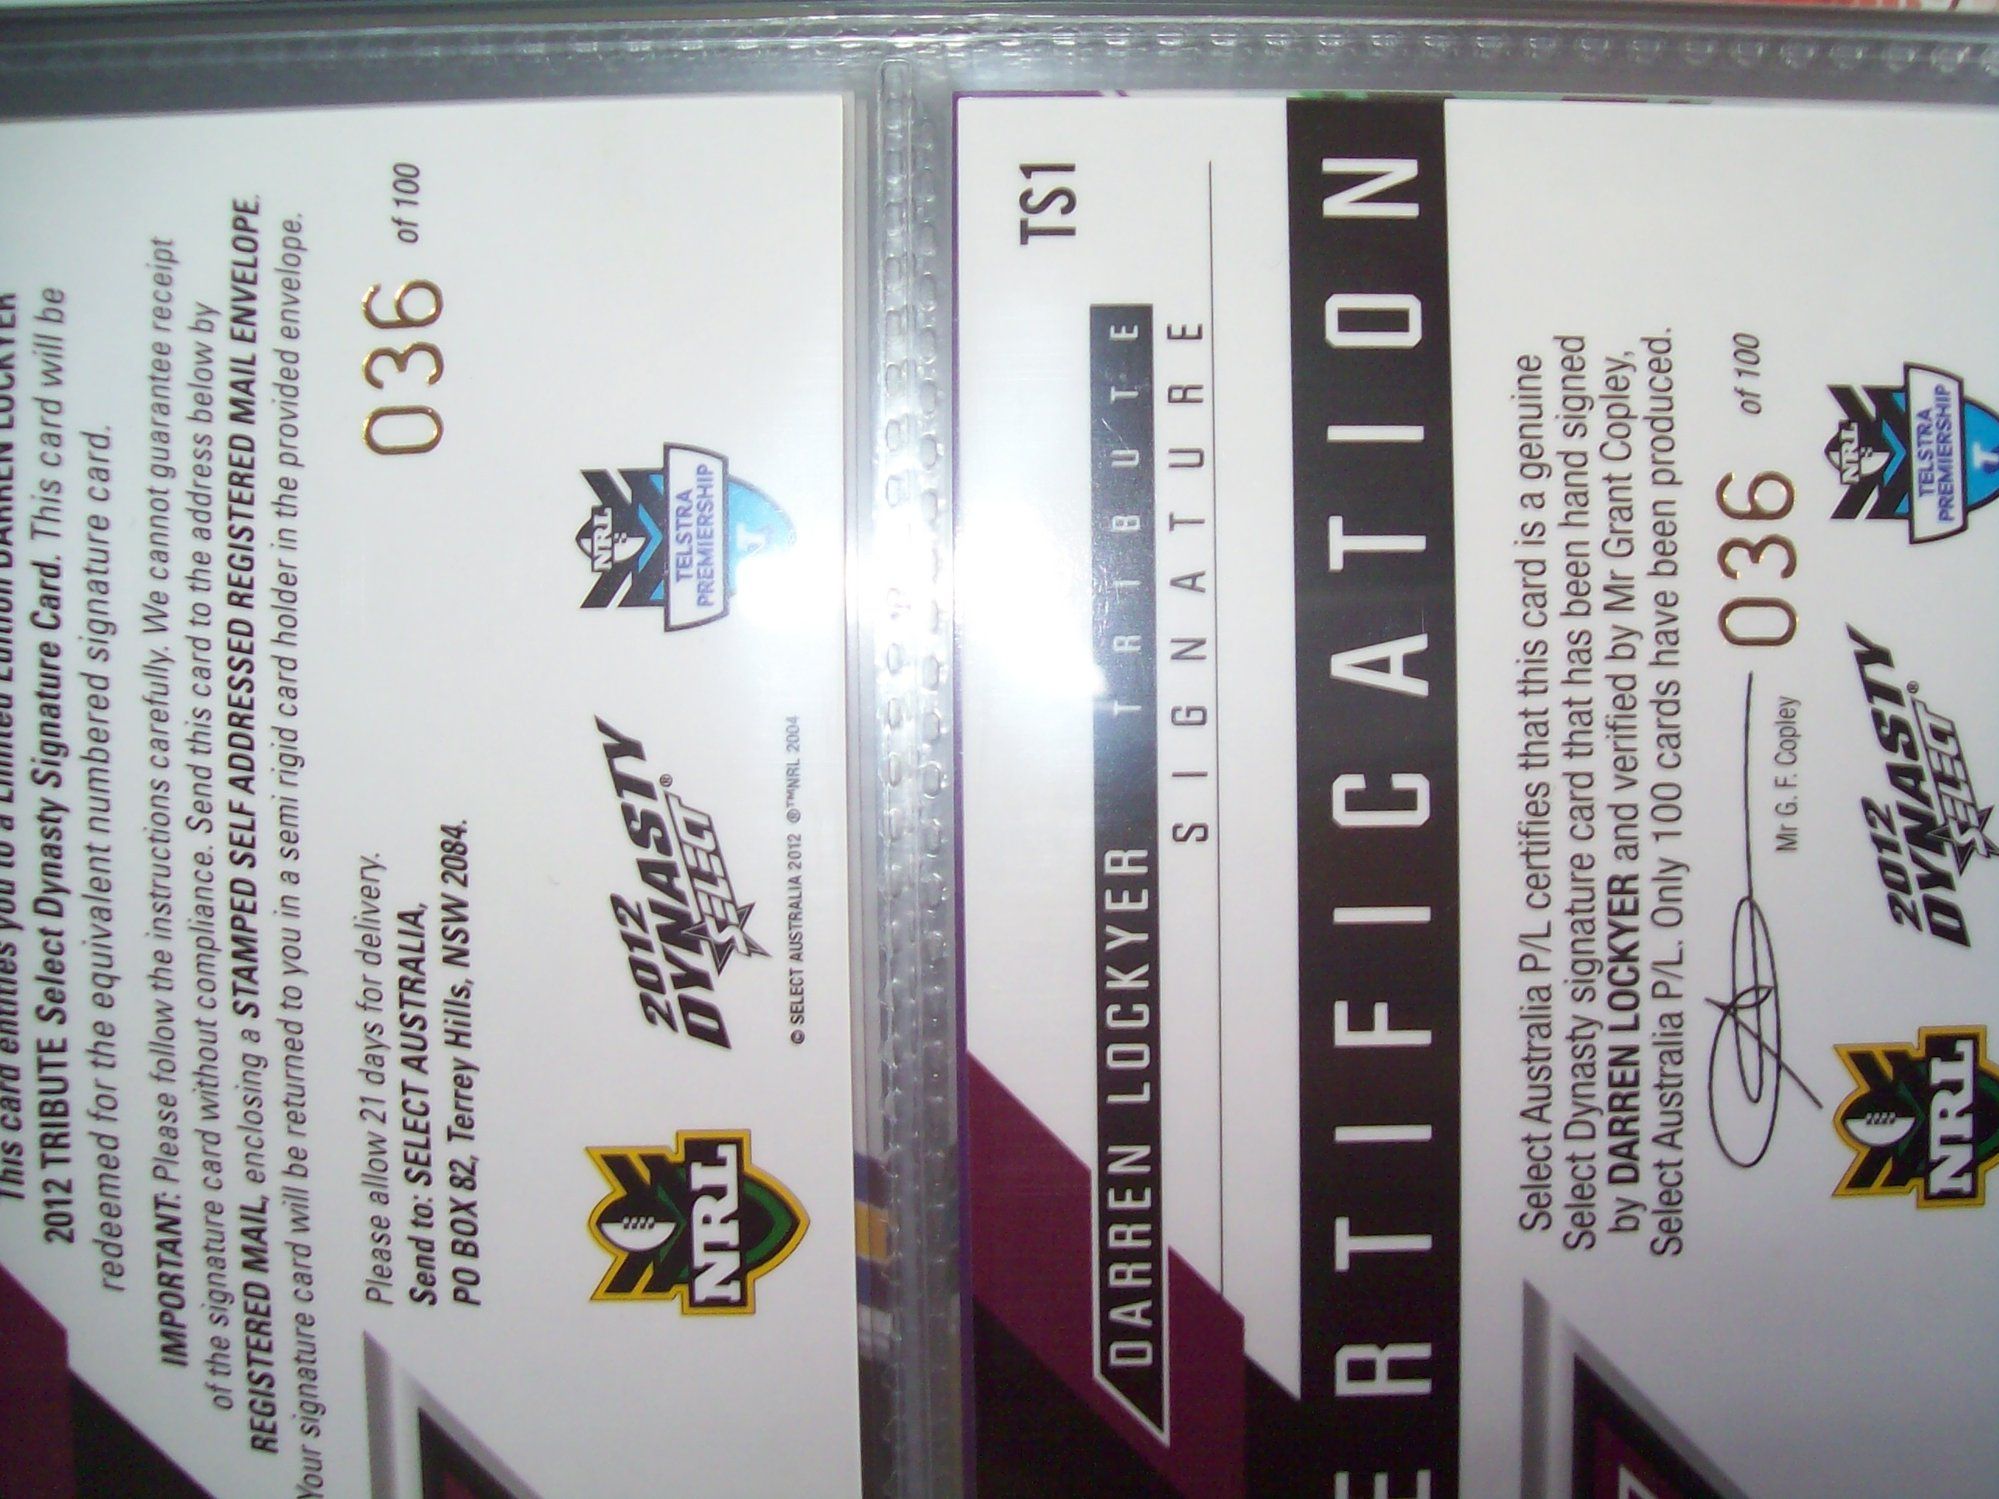 This card entitles you to a Limited Edition DARREN LOCKYER
2012 TRIBUTE Select Dynasty Signature Card. This card will be
redeemed for the equivalent numbered signature card.
IMPORTANT: Please follow the instructions carefully. We cannot guarantee receipt
of the signature card without compliance. Send this card to the address below by
REGISTERED MAIL, enclosing a STAMPED SELF ADDRESSED REGISTERED MAIL ENVELOPE.
Your signature card will be returned to you in a semi rigid card holder in the provided envelope.
Please allow 21 days for delivery.
Send to: SELECT AUSTRALIA,
PO BOX 82, Terrey Hills, NSW 2084.
036 of 100
NRL
2012
DYNASTY
SELECT®
NRL
TELSTRA
PREMIERSHIP
T
© SELECT AUSTRALIA 2012 ®™NRL 2004
TS1
DARREN LOCKYER TRIBUTE
SIGNATURE
ERTIFICATION
Select Australia P/L certifies that this card is a genuine
Select Dynasty signature card that has been hand signed
by DARREN LOCKYER and verified by Mr Grant Copley,
Select Australia P/L. Only 100 cards have been produced.
Mr G. F. Copley
036 of 100
NRL
2012
DYNASTY
SELECT®
NRL
TELSTRA
PREMIERSHIP
T